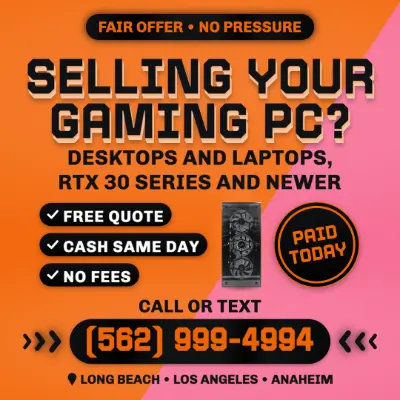 FAIR OFFER • NO PRESSURE
SELLING YOUR
GAMING PC?
DESKTOPS AND LAPTOPS,
RTX 30 SERIES AND NEWER
FREE QUOTE
CASH SAME DAY
NO FEES
PAID
TODAY
CALL OR TEXT
(562) 999-4994
LONG BEACH • LOS ANGELES • ANAHEIM